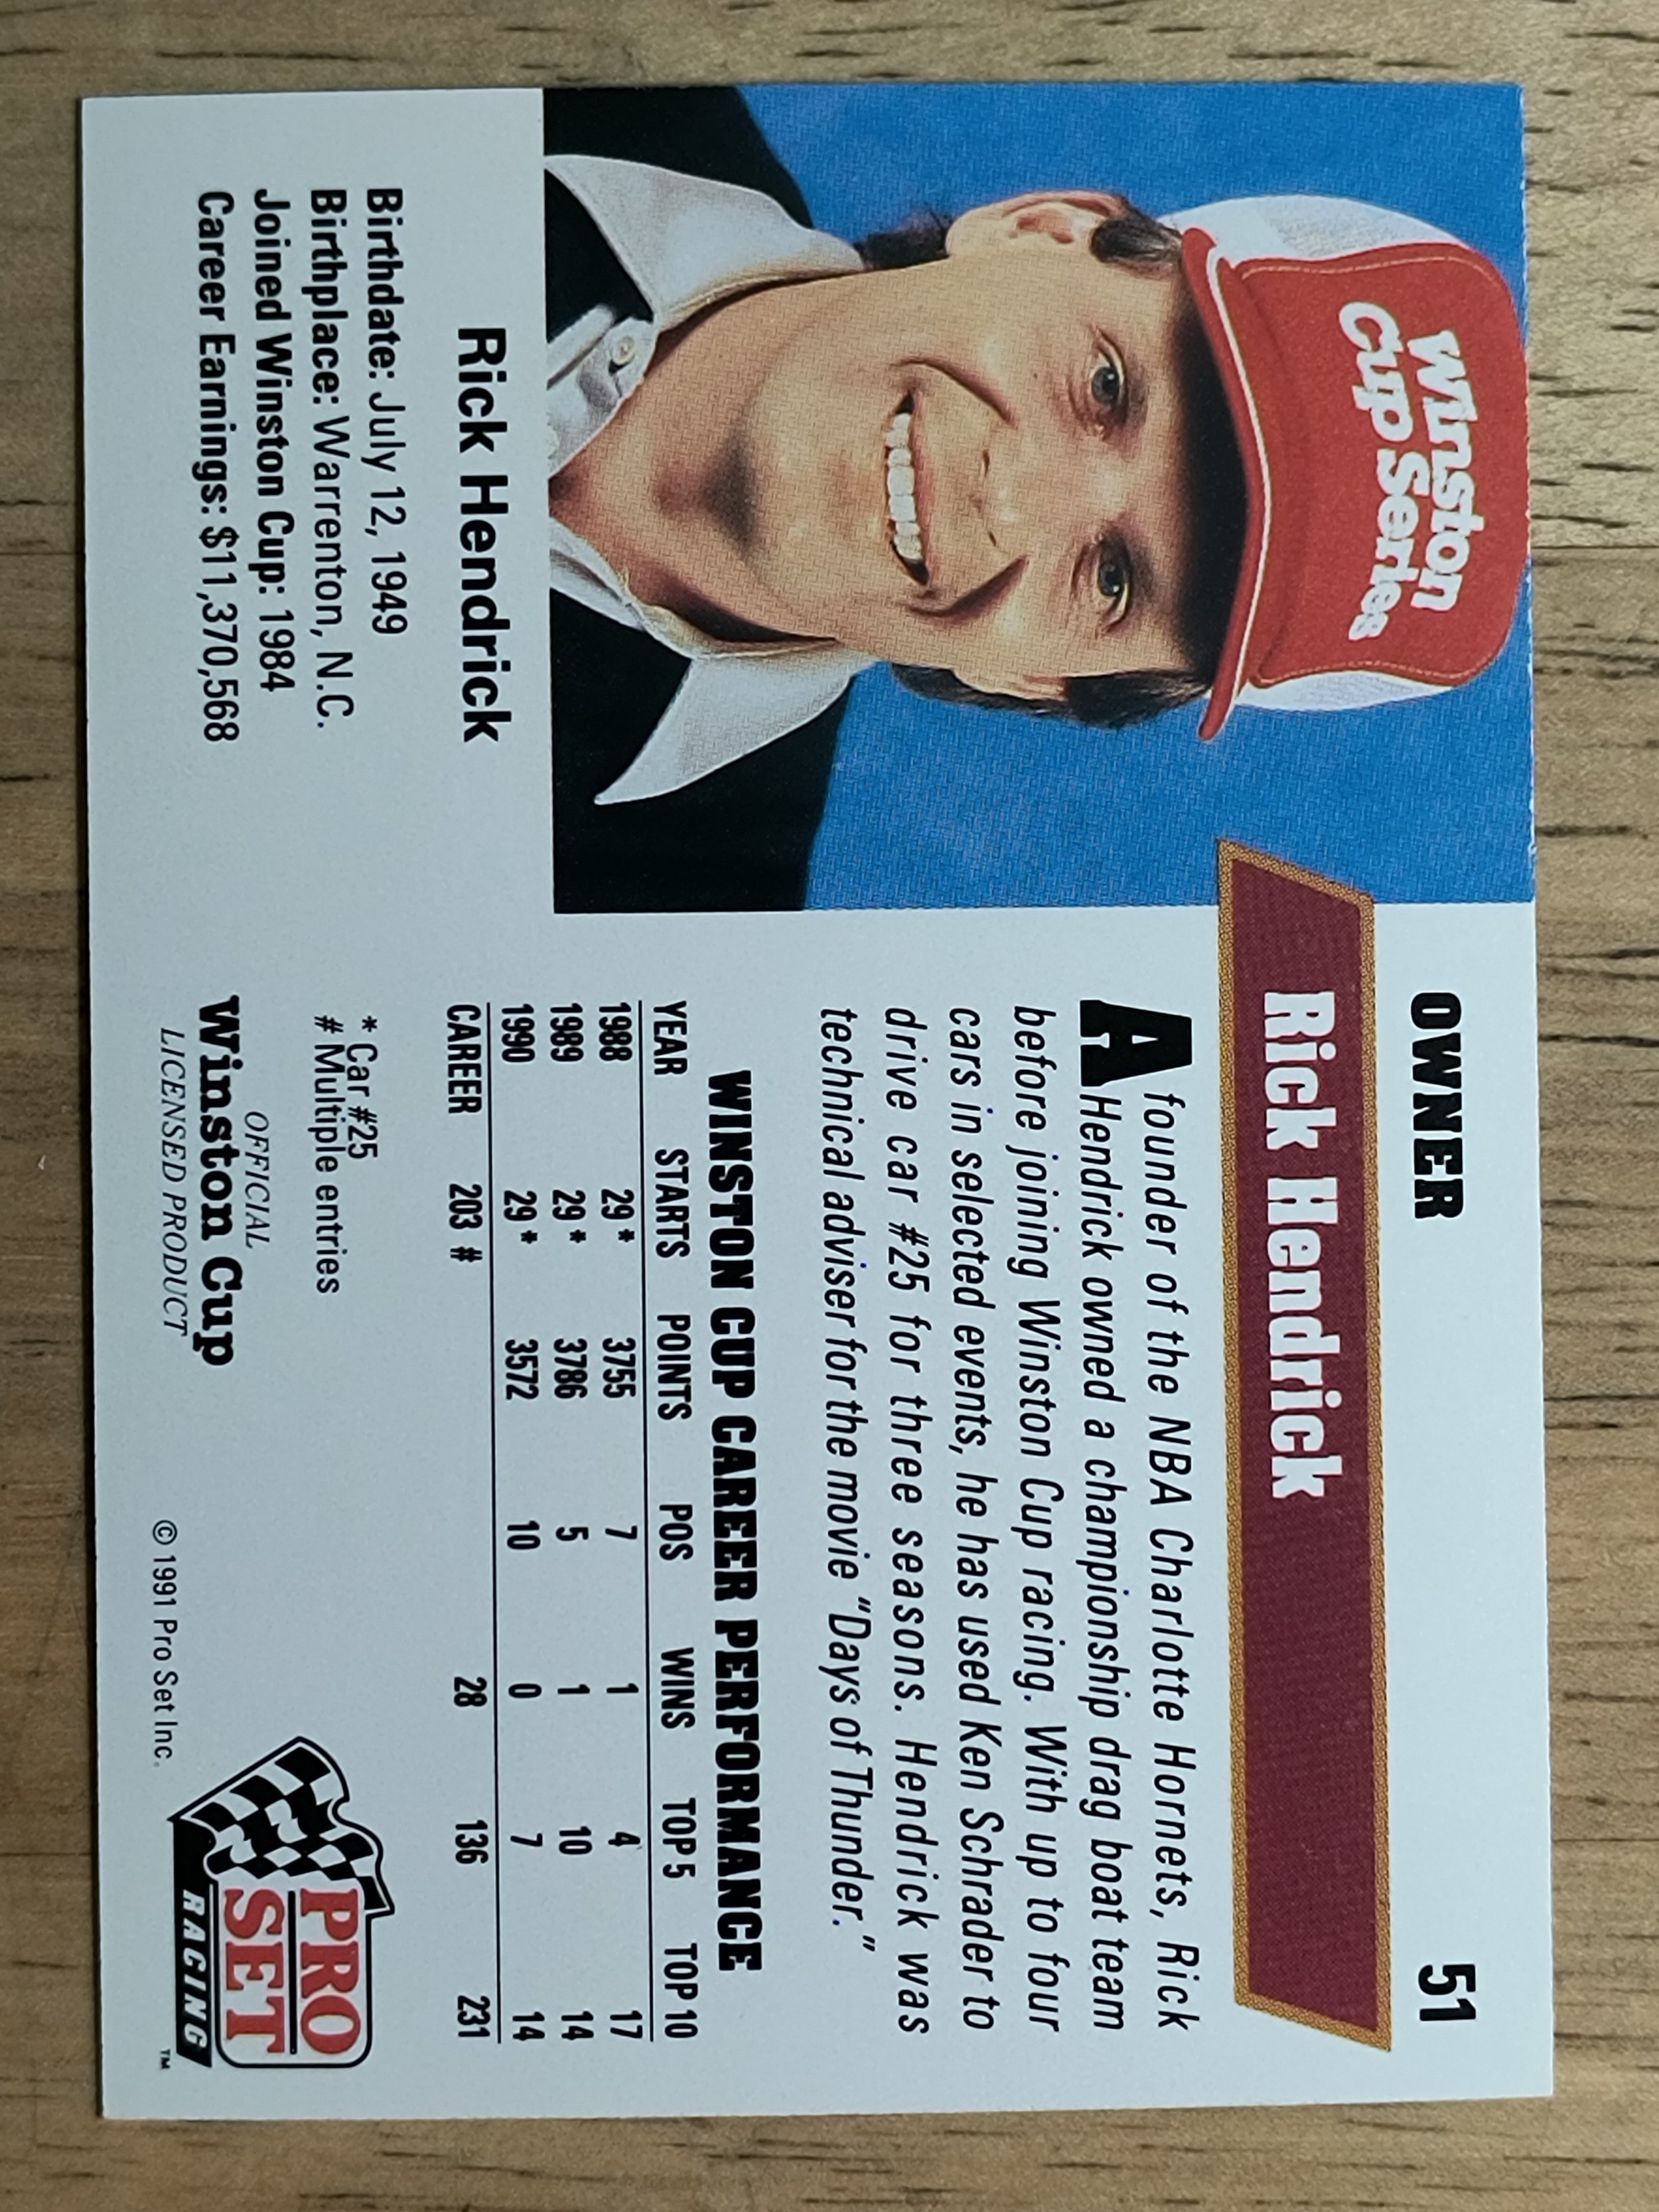 Winston
Cup Series
OWNER 51
Rick Hendrick
A founder of the NBA Charlotte Hornets, Rick
Hendrick owned a championship drag boat team
before joining Winston Cup racing. With up to four
cars in selected events, he has used Ken Schrader to
drive car #25 for three seasons. Hendrick was
technical adviser for the movie "Days of Thunder."
WINSTON CUP CAREER PERFORMANCE
YEAR STARTS POINTS POS WINS TOP 5 TOP 10
1988 29 * 3755 7 1 4 17
1989 29 * 3786 5 1 10 14
1990 29 * 3572 10 0 7 14
CAREER 203 # 28 136 231
* Car #25
# Multiple entries
Rick Hendrick
Birthdate: July 12, 1949
Birthplace: Warrenton, N.C.
Joined Winston Cup: 1984
Career Earnings: $11,370,568
OFFICIAL
Winston Cup
LICENSED PRODUCT
© 1991 Pro Set Inc.
PRO
SET
RACING ™